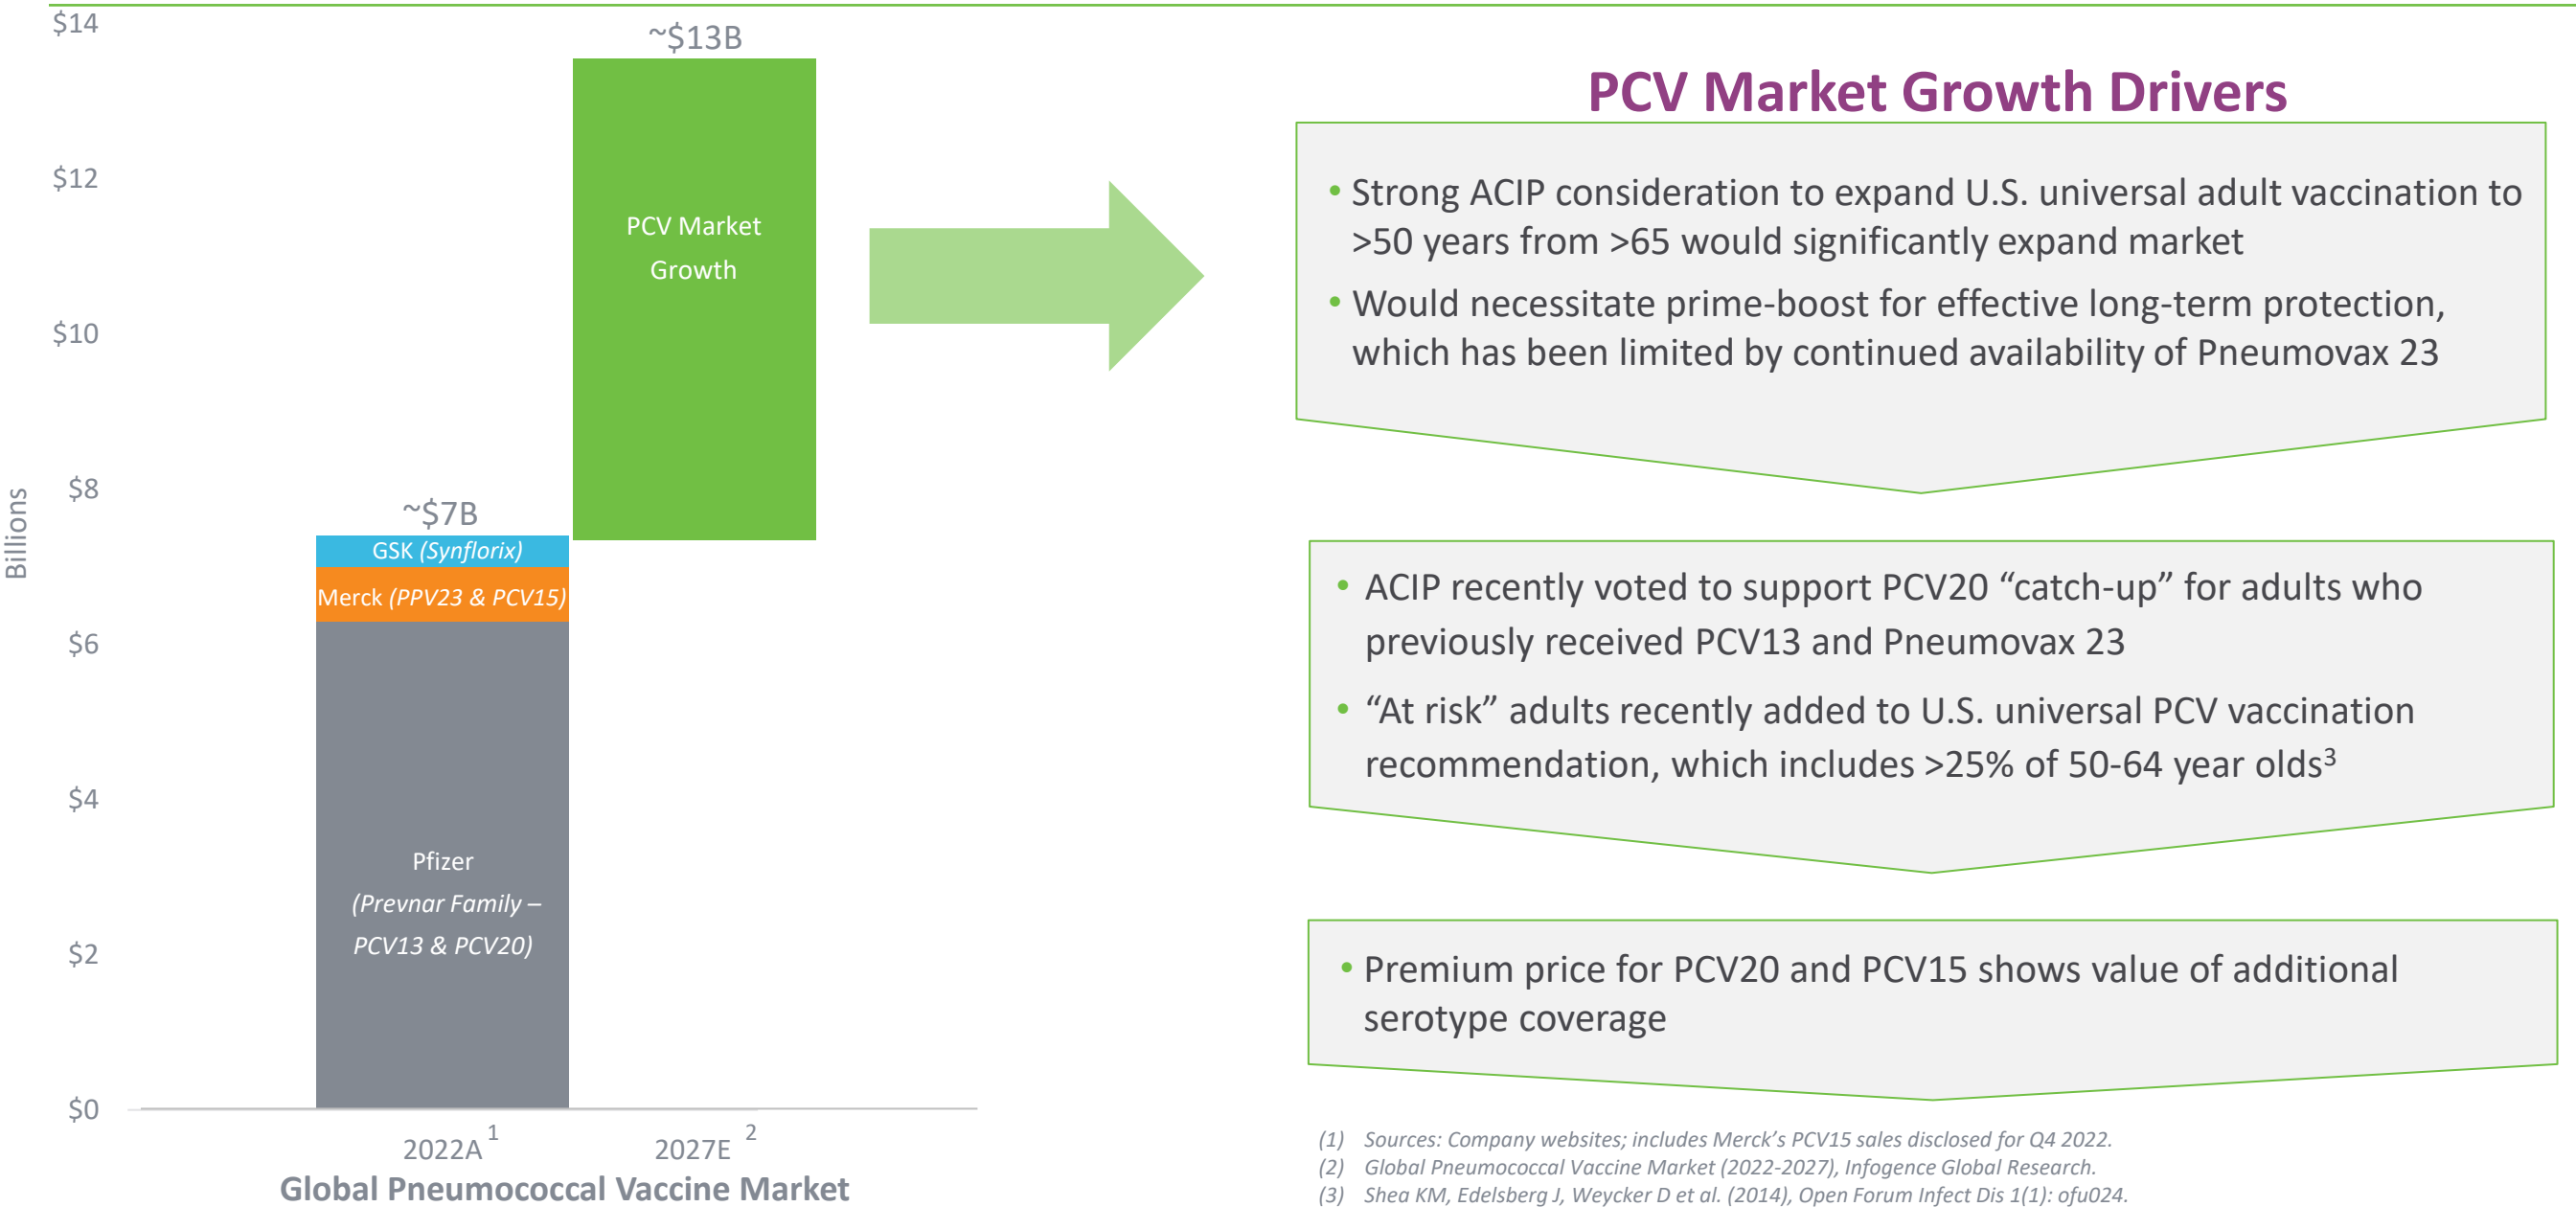 $14
$12
$10
$8
$6
$4
$2
$0
Billions
~$13B
PCV Market
Growth
~$7B
GSK (Synflorix)
Merck (PPV23 & PCV15)
Pfizer
(Prevnar Family –
PCV13 & PCV20)
2022A 1
2027E 2
Global Pneumococcal Vaccine Market
PCV Market Growth Drivers
• Strong ACIP consideration to expand U.S. universal adult vaccination to
>50 years from >65 would significantly expand market
• Would necessitate prime-boost for effective long-term protection,
which has been limited by continued availability of Pneumovax 23
• ACIP recently voted to support PCV20 “catch-up” for adults who
previously received PCV13 and Pneumovax 23
• “At risk” adults recently added to U.S. universal PCV vaccination
recommendation, which includes >25% of 50-64 year olds3
• Premium price for PCV20 and PCV15 shows value of additional
serotype coverage
(1) Sources: Company websites; includes Merck’s PCV15 sales disclosed for Q4 2022.
(2) Global Pneumococcal Vaccine Market (2022-2027), Infogence Global Research.
(3) Shea KM, Edelsberg J, Weycker D et al. (2014), Open Forum Infect Dis 1(1): ofu024.